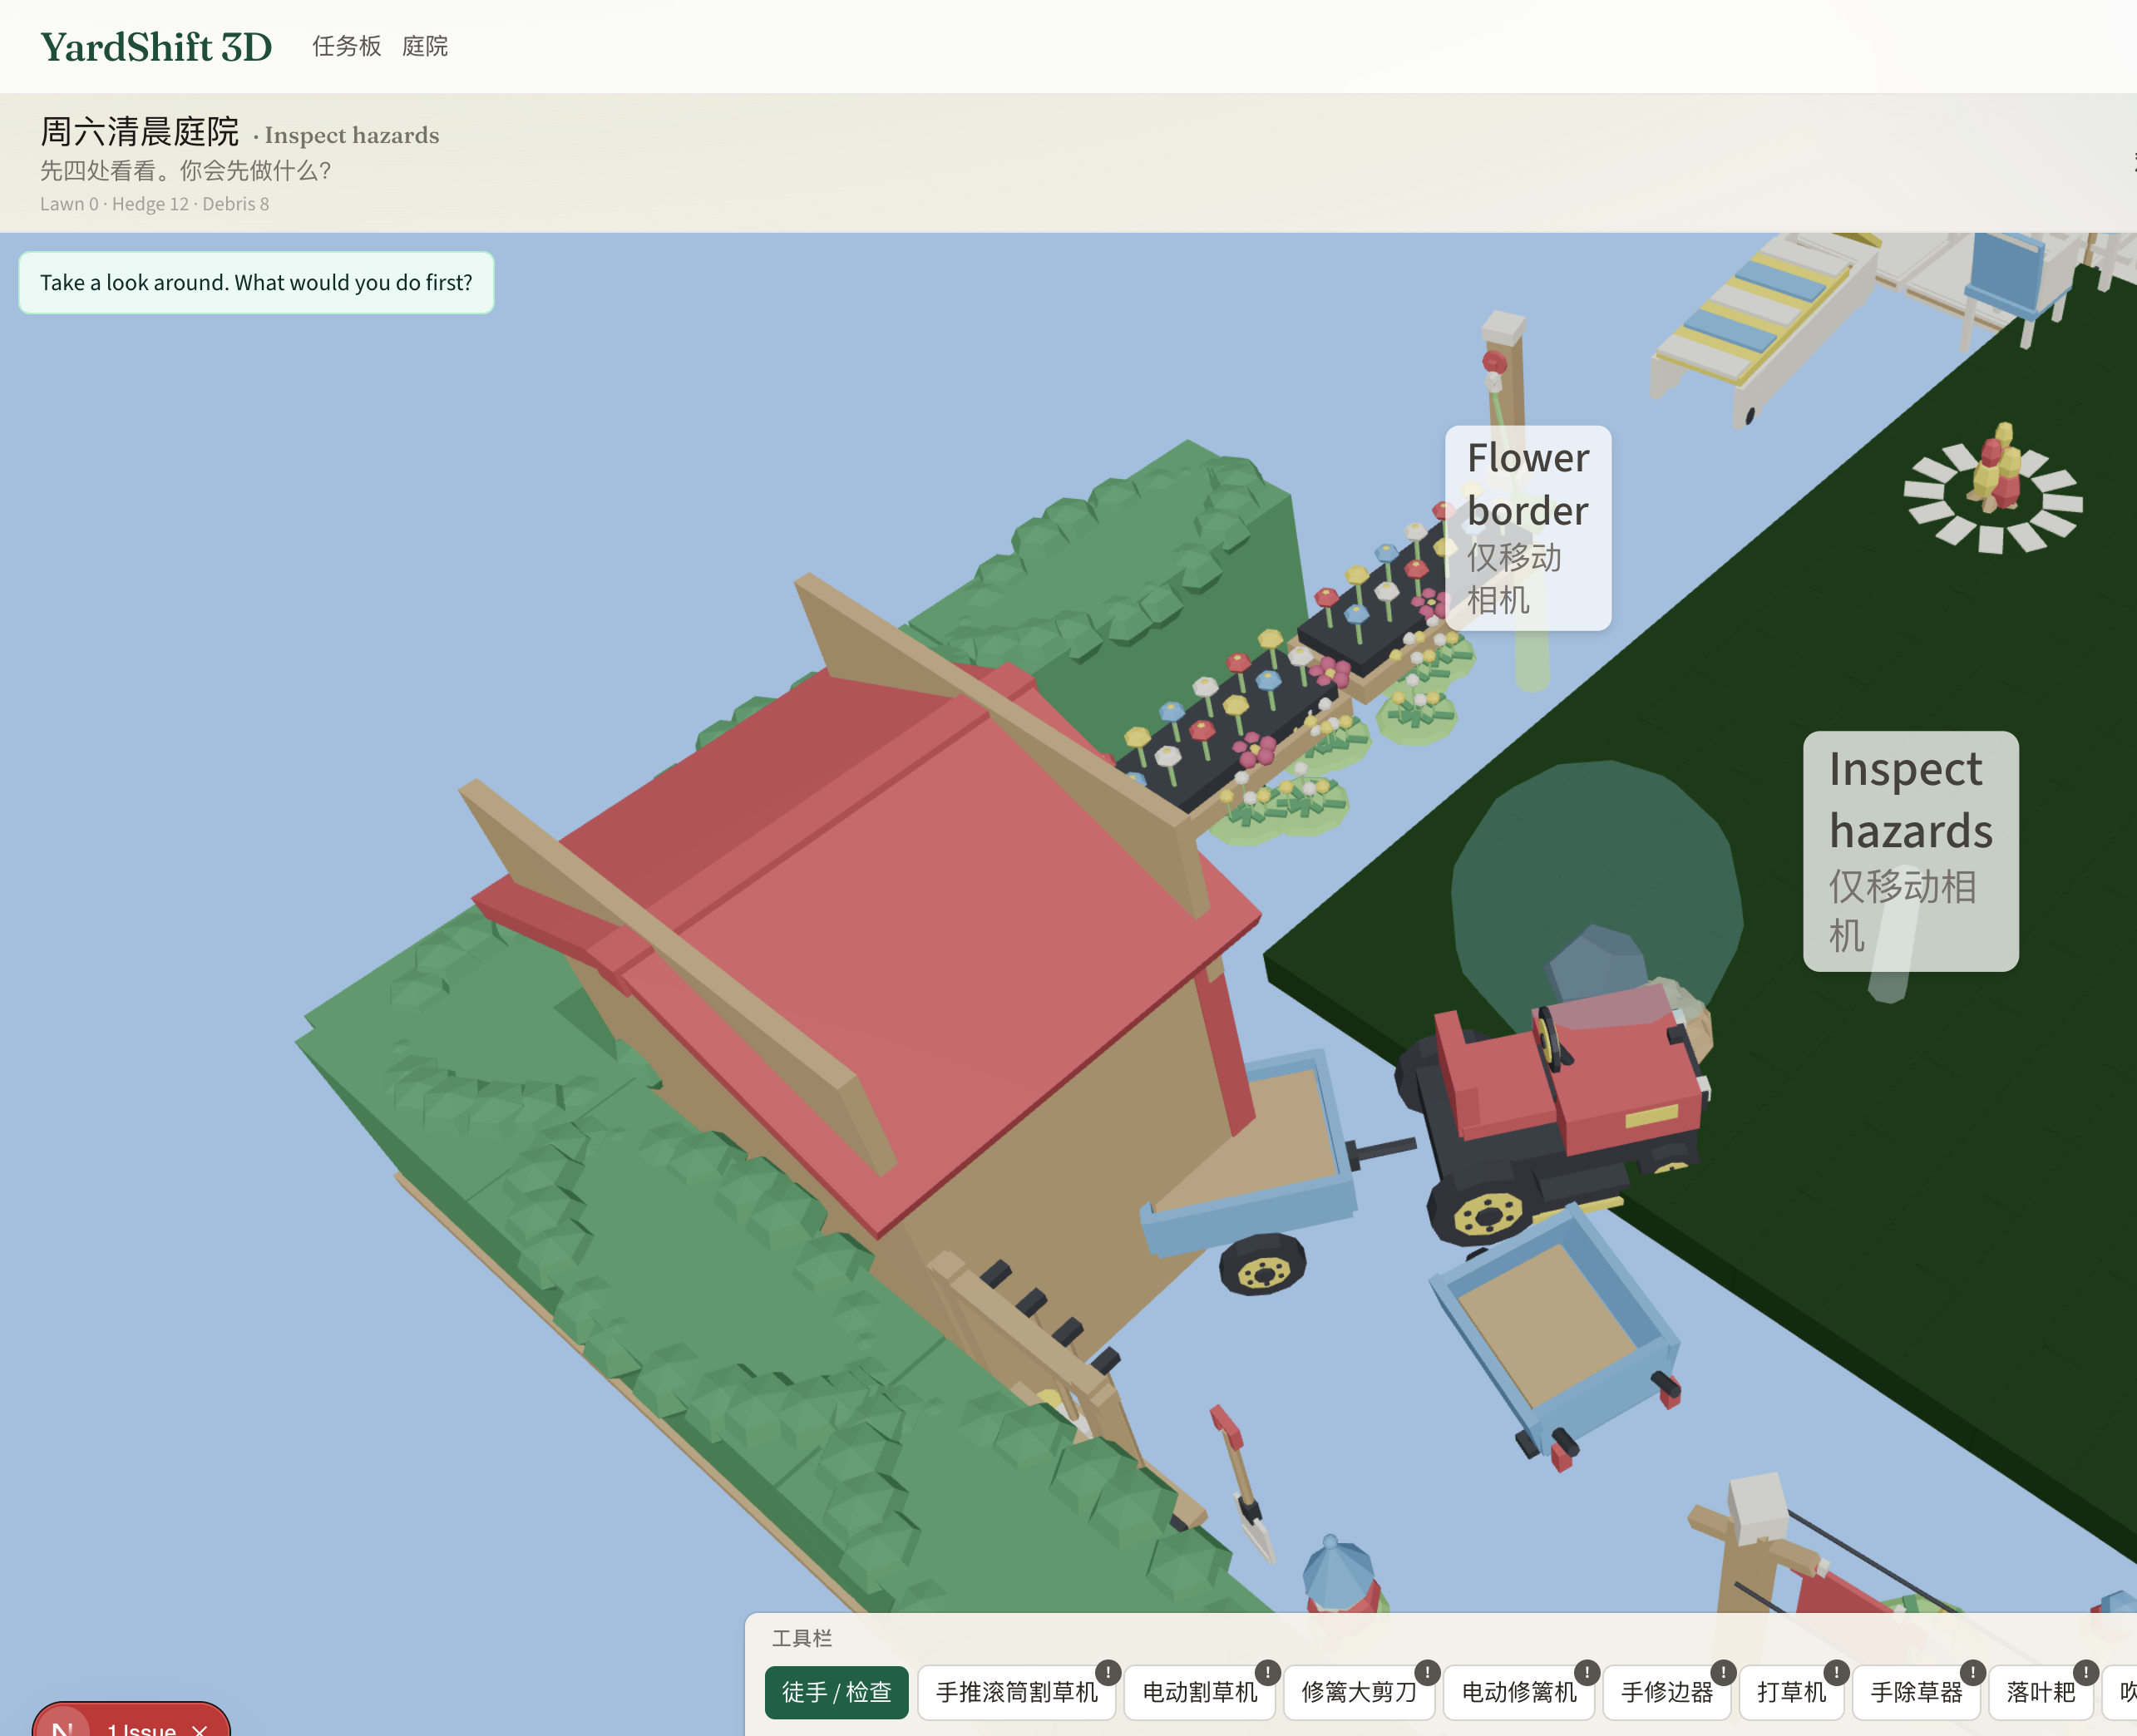 YardShift 3D 任务板 庭院
周六清晨庭院 · Inspect hazards
先四处看看。你会先做什么?
Lawn 0 · Hedge 12 · Debris 8
Take a look around. What would you do first?
Flower
border
仅移动
相机
Inspect
hazards
仅移动相
机
工具栏
徒手 / 检查 手推滚筒割草机 ! 电动割草机 ! 修篱大剪刀 ! 电动修篱机 ! 手修边器 ! 打草机 ! 手除草器 ! 落叶耙 !
N 1 Issue ×